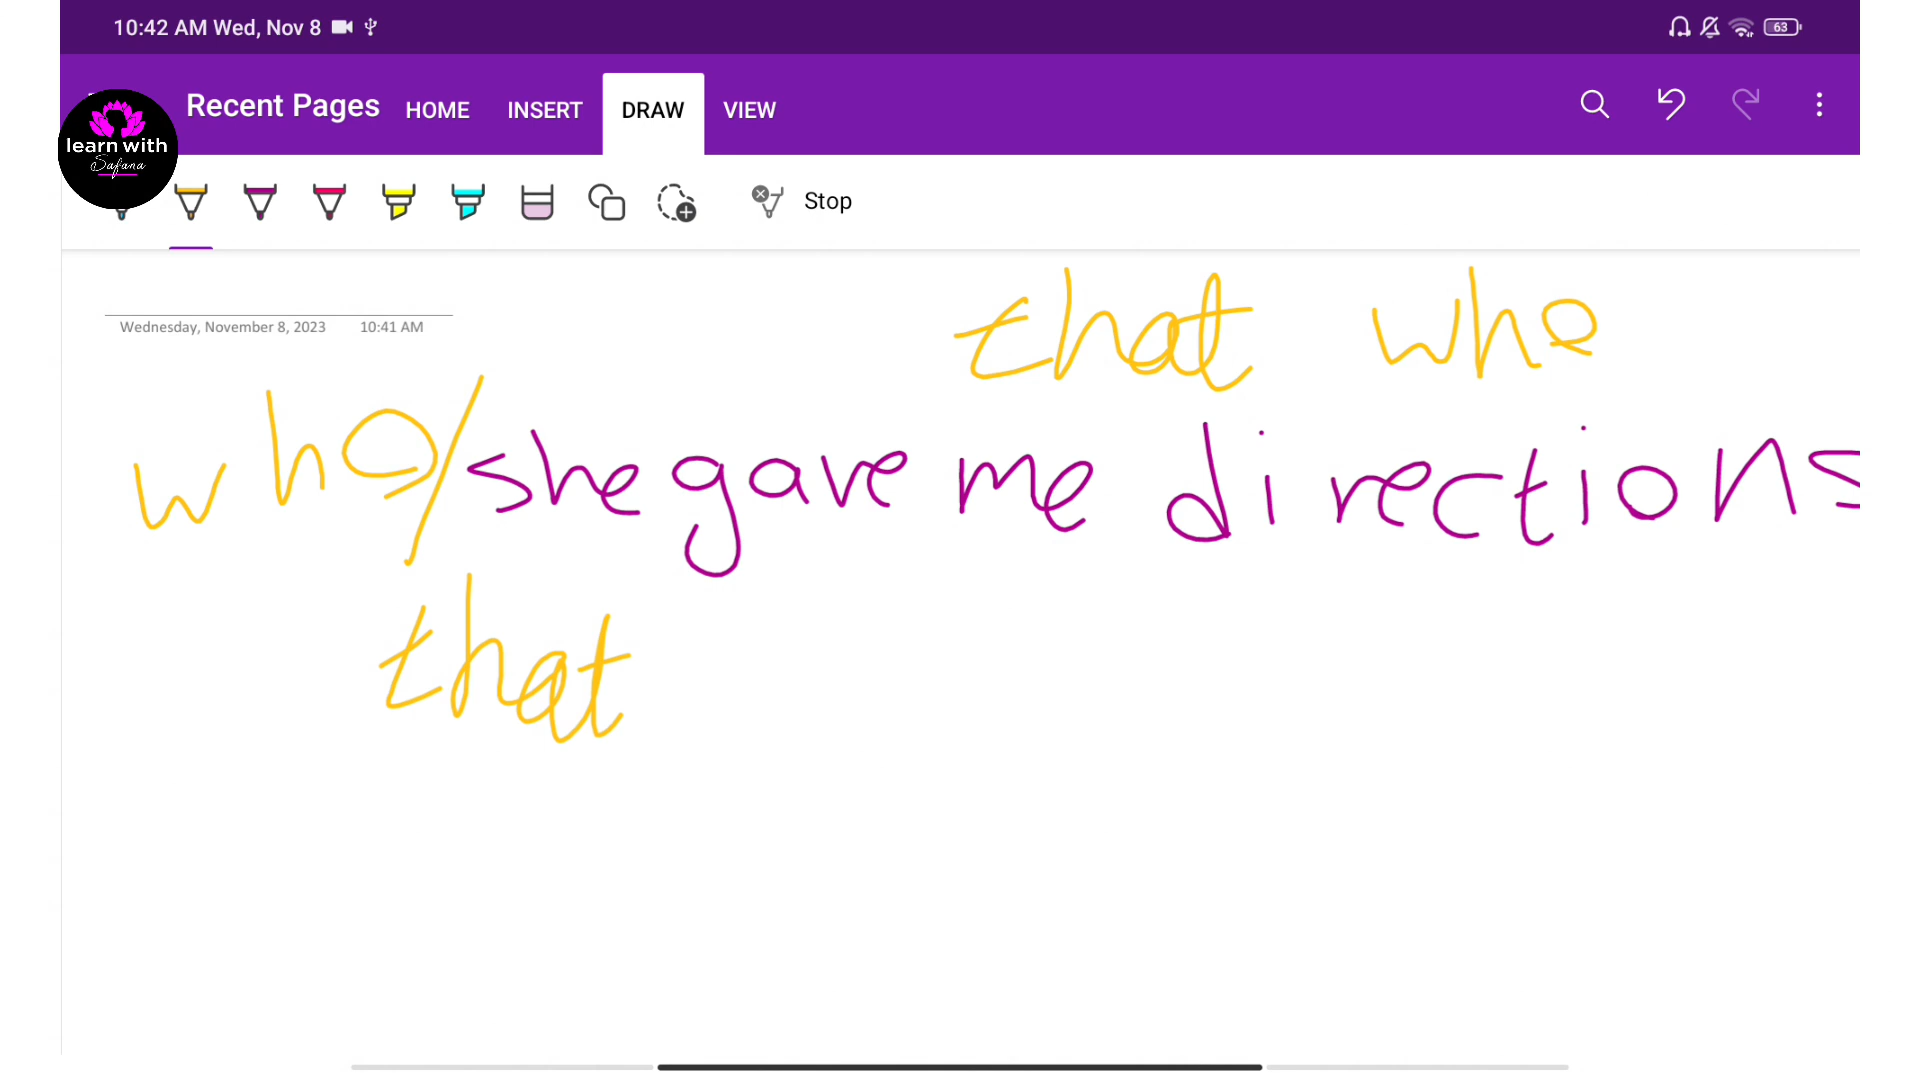 10:42 AM Wed, Nov 8
63
Recent Pages HOME INSERT DRAW VIEW
learn with
Safana
Stop
Wednesday, November 8, 2023 10:41 AM
that who
who/she gave me directions
that